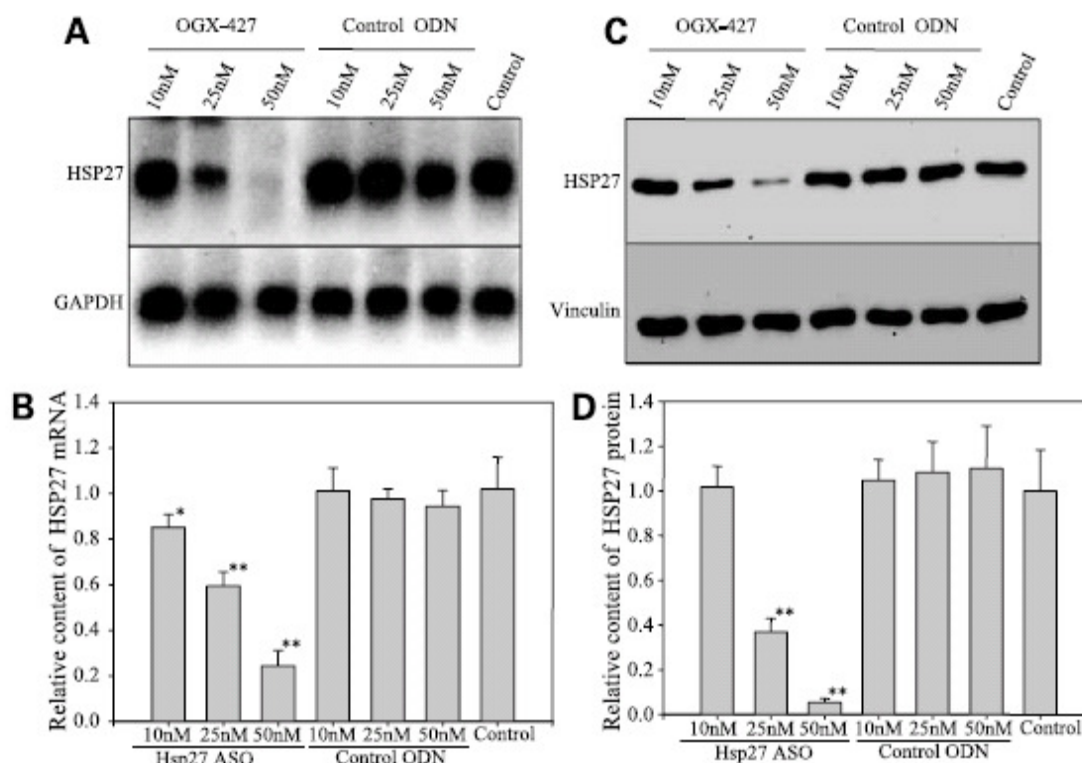 A
OGX-427 Control ODN
10nM 25nM 50nM 10nM 25nM 50nM Control
HSP27
GAPDH
B
Relative content of HSP27 mRNA
1.4
1.2
1.0
0.8
0.6
0.4
0.2
0.0
*
**
**
10nM 25nM 50nM 10nM 25nM 50nM Control
Hsp27 ASO Control ODN
C
OGX-427 Control ODN
10nM 25nM 50nM 10nM 25nM 50nM Control
HSP27
Vinculin
D
Relative content of HSP27 protein
1.4
1.2
1.0
0.8
0.6
0.4
0.2
0.0
**
**
10nM 25nM 50nM 10nM 25nM 50nM Control
Hsp27 ASO Control ODN